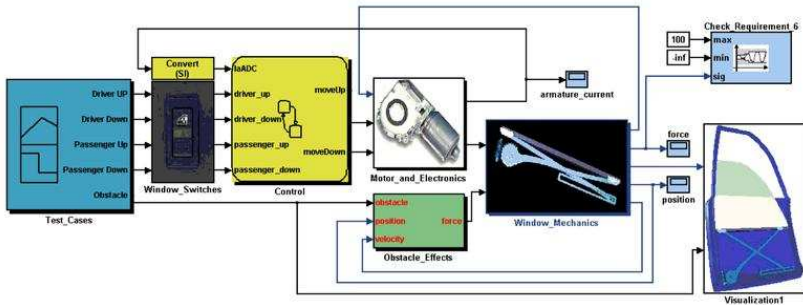 Check_Requirement_6
100
max
-inf
min
sig
Convert
(SI)
IaADC
Driver UP
driver_up
moveUp
armature_current
Driver Down
driver_down
Passenger Up
passenger_up
force
Passenger Down
passenger_down
moveDown
Obstacle
Window_Switches
Control
Motor_and_Electronics
Test_Cases
obstacle
position
force
velocity
Obstacle_Effects
Window_Mechanics
position
Visualization1